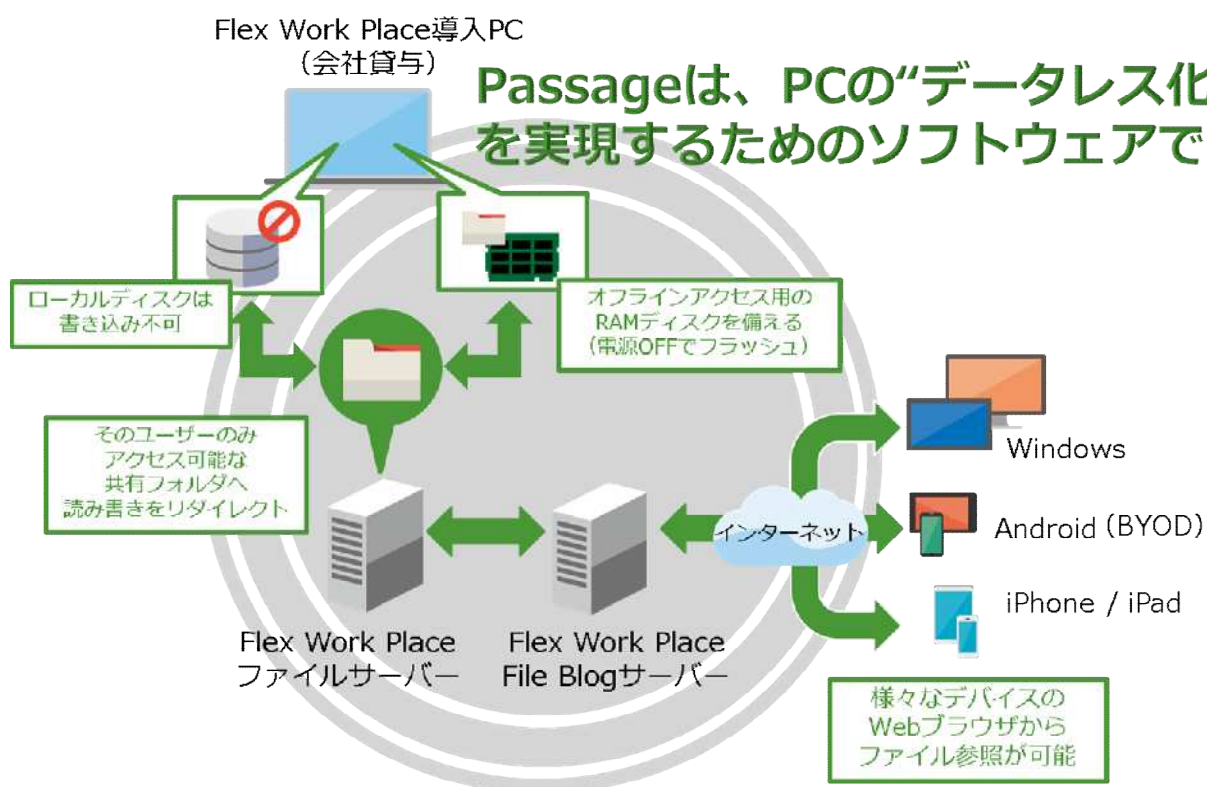 Flex Work Place導入PC
（会社貸与）
Passageは、PCの“データレス化
を実現するためのソフトウェアで
ローカルディスクは
書き込み不可
オフラインアクセス用の
RAMディスクを備える
（電源OFFでフラッシュ）
そのユーザーのみ
アクセス可能な
共有フォルダへ
読み書きをリダイレクト
Windows
インターネット
Android (BYOD)
iPhone / iPad
Flex Work Place
ファイルサーバー
Flex Work Place
File Blogサーバー
様々なデバイスの
Webブラウザから
ファイル参照が可能